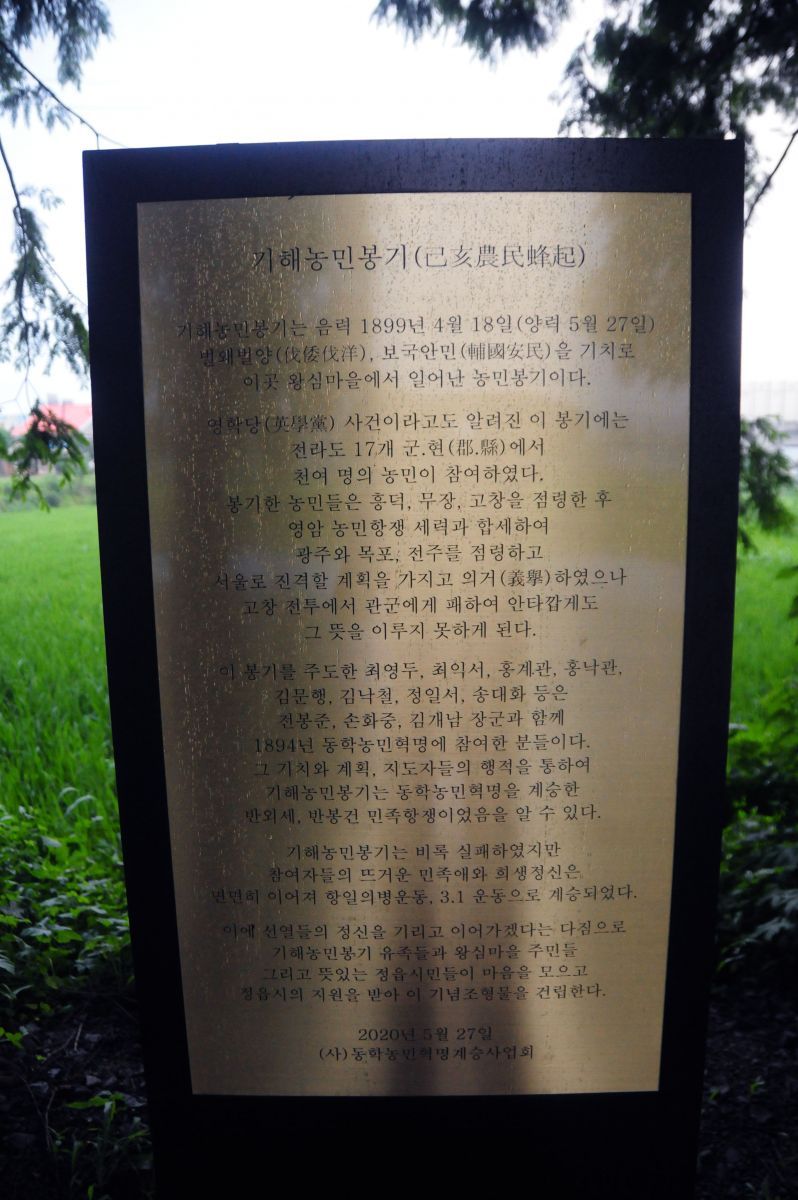 기해농민봉기(己亥農民蜂起)
기해농민봉기는 음력 1899년 4월 18일(양력 5월 27일)
벌왜벌양(伐倭伐洋), 보국안민(輔國安民)을 기치로
이곳 왕심마을에서 일어난 농민봉기이다.
영학당(英學黨) 사건이라고도 알려진 이 봉기에는
전라도 17개 군.현(郡.縣)에서
천여 명의 농민이 참여하였다.
봉기한 농민들은 흥덕, 무장, 고창을 점령한 후
영암 농민항쟁 세력과 합세하여
광주와 목포, 전주를 점령하고
서울로 진격할 계획을 가지고 의거(義擧)하였으나
고창 전투에서 관군에게 패하여 안타깝게도
그 뜻을 이루지 못하게 된다.
이 봉기를 주도한 최영두, 최익서, 홍계관, 홍낙관,
김문행, 김낙철, 정일서, 송대화 등은
전봉준, 손화중, 김개남 장군과 함께
1894년 동학농민혁명에 참여한 분들이다.
그 기치와 계획, 지도자들의 행적을 통하여
기해농민봉기는 동학농민혁명을 계승한
반외세, 반봉건 민족항쟁이었음을 알 수 있다.
기해농민봉기는 비록 실패하였지만
참여자들의 뜨거운 민족애와 희생정신은
면면히 이어져 항일의병운동, 3.1 운동으로 계승되었다.
이에 선열들의 정신을 기리고 이어가겠다는 다짐으로
기해농민봉기 유족들과 왕심마을 주민들
그리고 뜻있는 정읍시민들이 마음을 모으고
정읍시의 지원을 받아 이 기념조형물을 건립한다.
2020년 5월 27일
(사)동학농민혁명계승사업회